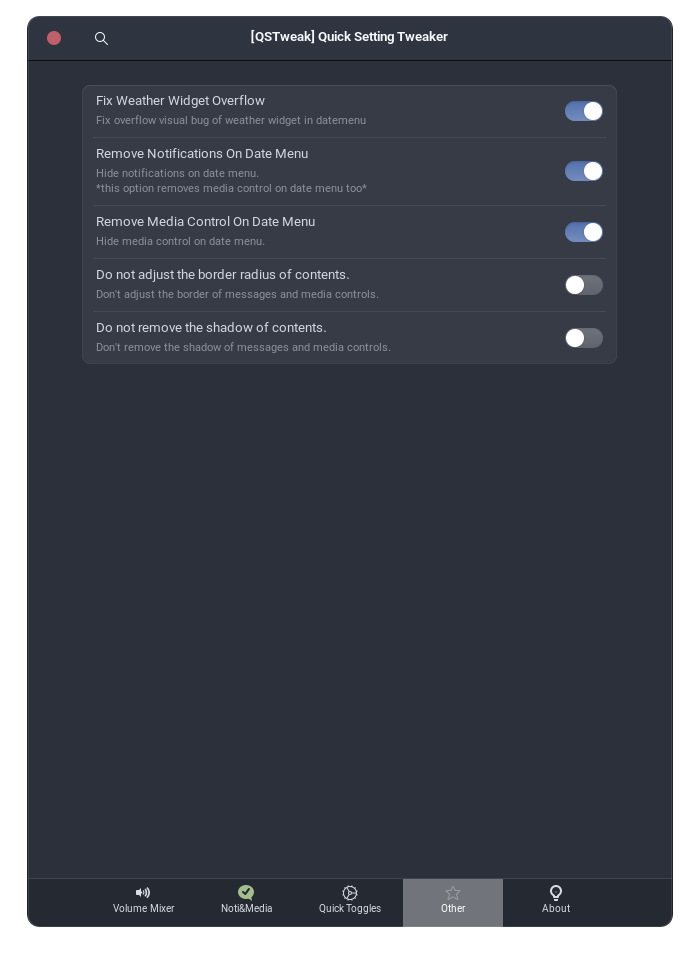 [QSTweak] Quick Setting Tweaker
Fix Weather Widget Overflow
Fix overflow visual bug of weather widget in datemenu
Remove Notifications On Date Menu
Hide notifications on date menu.
*this option removes media control on date menu too*
Remove Media Control On Date Menu
Hide media control on date menu.
Do not adjust the border radius of contents.
Don't adjust the border of messages and media controls.
Do not remove the shadow of contents.
Don't remove the shadow of messages and media controls.
Volume Mixer
Noti&Media
Quick Toggles
Other
About